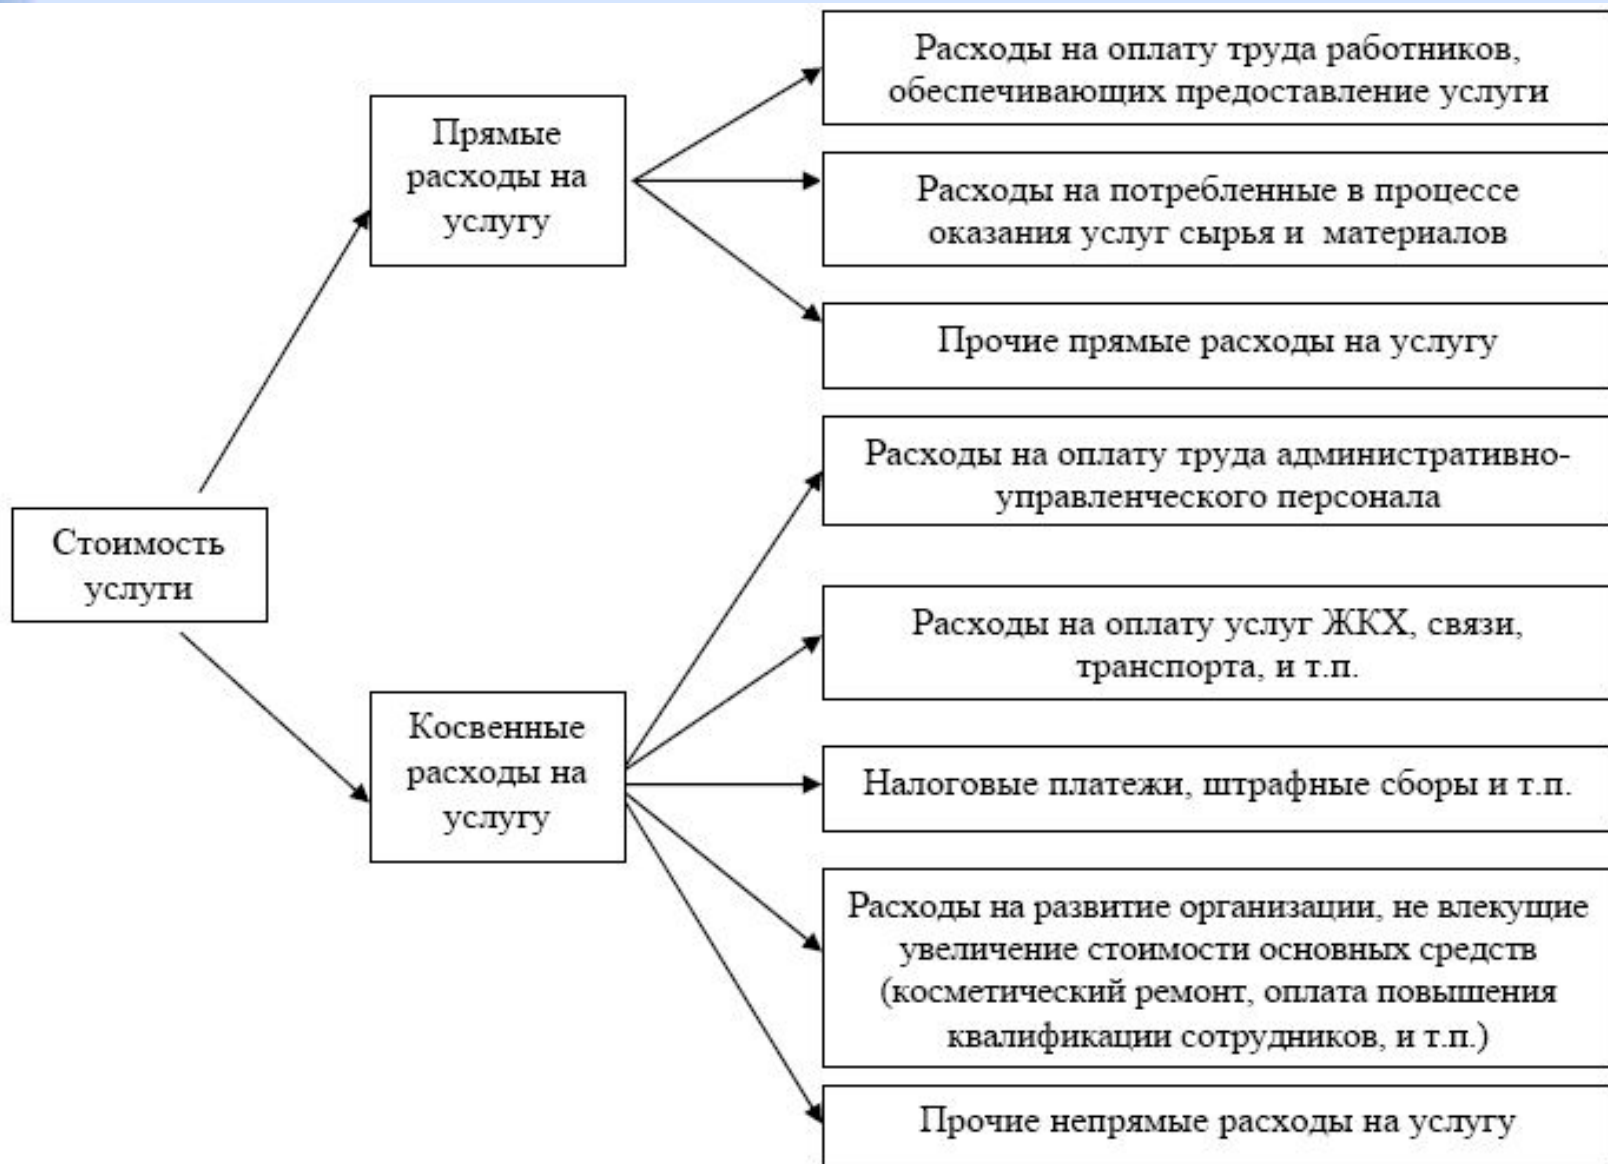 Расходы на оплату труда работников,
обеспечивающих предоставление услуги
Прямые
расходы на
услугу
Расходы на потребленные в процессе
оказания услуг сырья и материалов
Прочие прямые расходы на услугу
Расходы на оплату труда административно-
управленческого персонала
Стоимость
услуги
Расходы на оплату услуг ЖКХ, связи,
транспорта, и т.п.
Косвенные
расходы на
услугу
Налоговые платежи, штрафные сборы и т.п.
Расходы на развитие организации, не влекущие
увеличение стоимости основных средств
(косметический ремонт, оплата повышения
квалификации сотрудников, и т.п.)
Прочие непрямые расходы на услугу